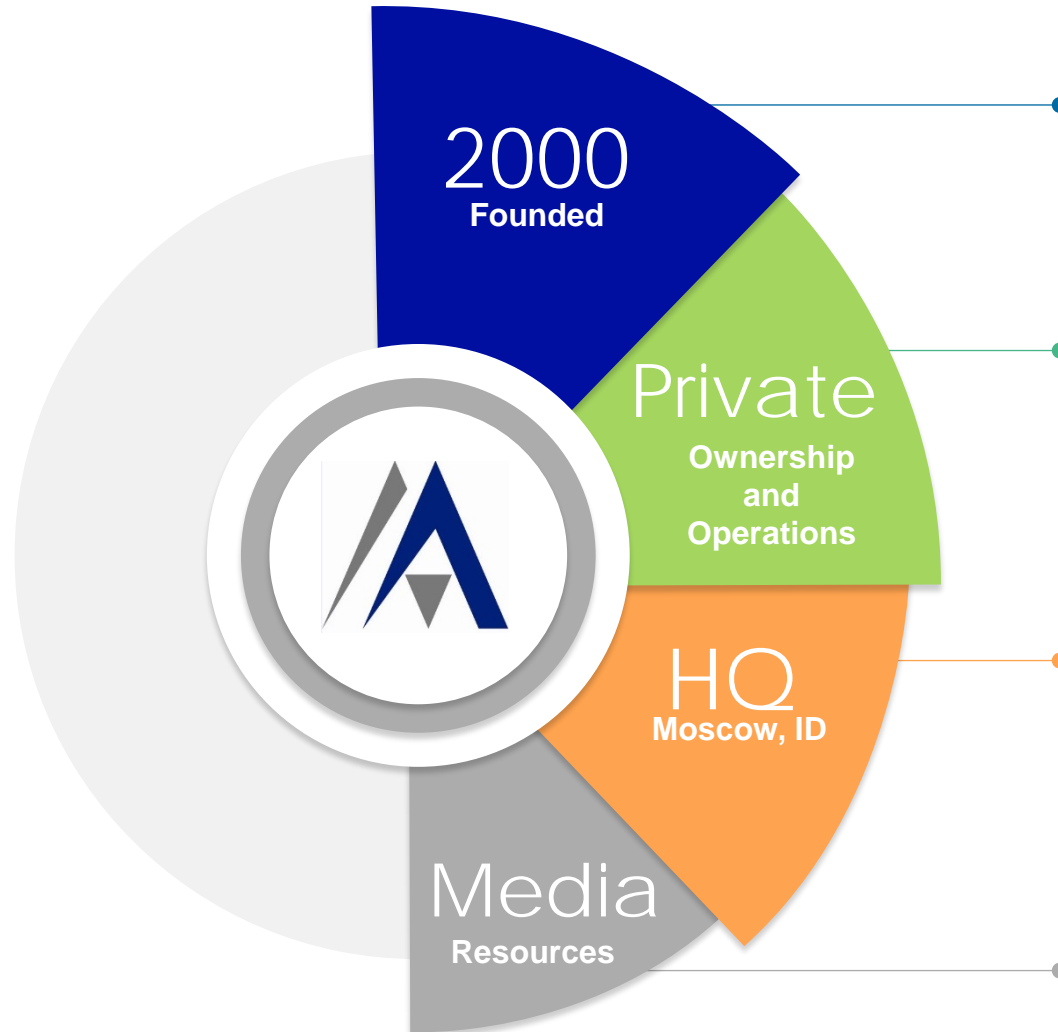 2000
Founded
Private
Ownership
and
Operations
HQ
Moscow, ID
Media
Resources